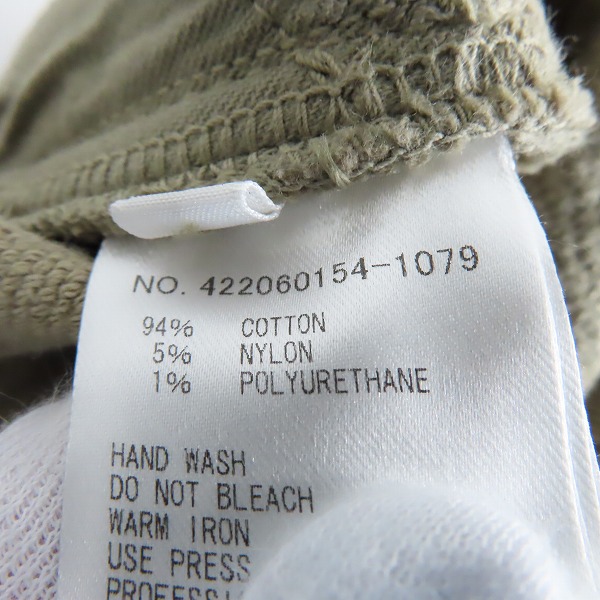 NO. 422060154-1079
94% COTTON
5% NYLON
1% POLYURETHANE
HAND WASH
DO NOT BLEACH
WARM IRON
USE PRESS